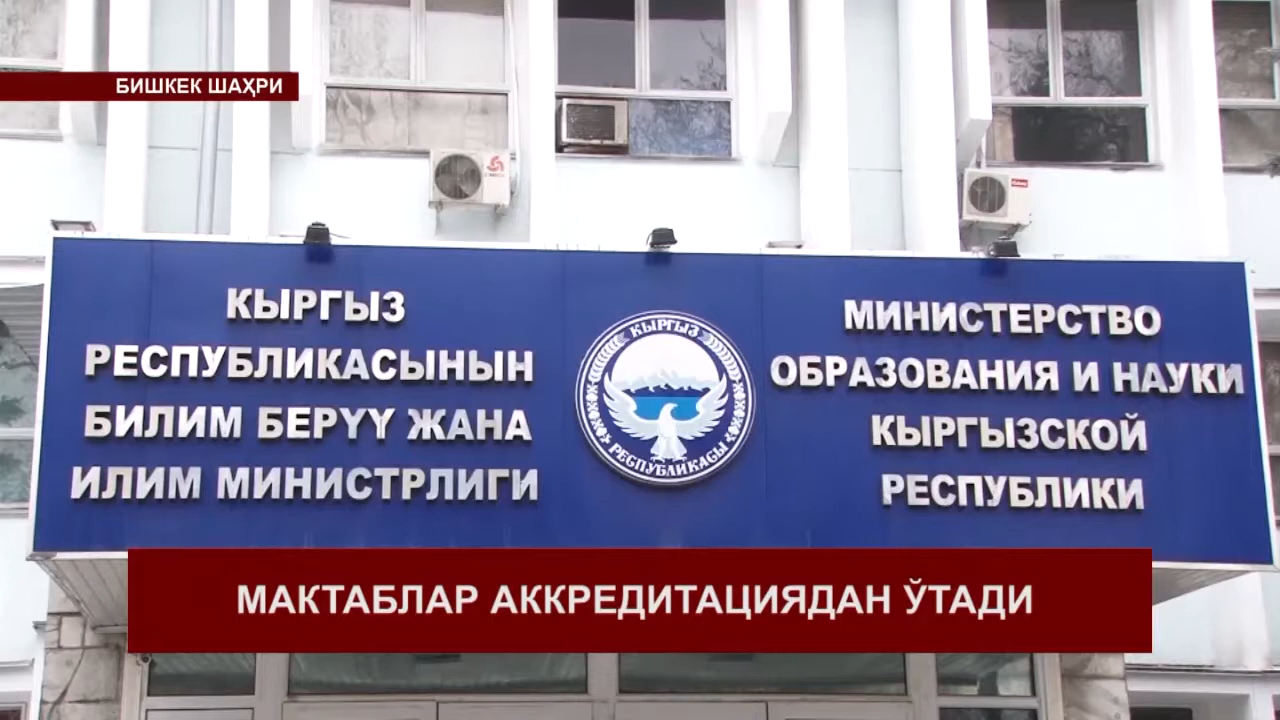 БИШКЕК ШАҲРИ
КЫРГЫЗ
РЕСПУБЛИКАСЫНЫН
БИЛИМ БЕРҮҮ ЖАНА
ИЛИМ МИНИСТРЛИГИ
КЫРГЫЗ
РЕСПУБЛИКАСЫ
МИНИСТЕРСТВО
ОБРАЗОВАНИЯ И НАУКИ
КЫРГЫЗСКОЙ
РЕСПУБЛИКИ
МАКТАБЛАР АККРЕДИТАЦИЯДАН ЎТАДИ